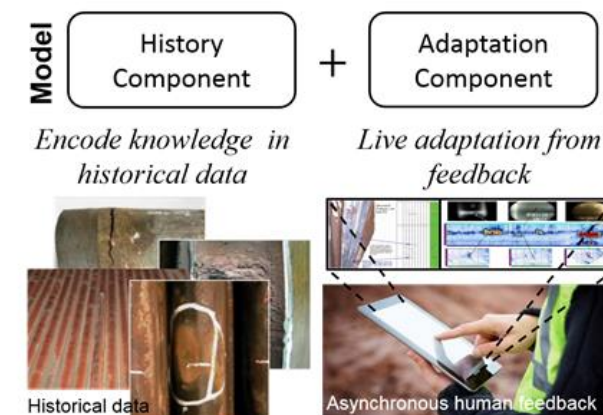 Model
History
Component
+
Adaptation
Component
Encode knowledge in
historical data
Live adaptation from
feedback
Historical data
Asynchronous human feedback